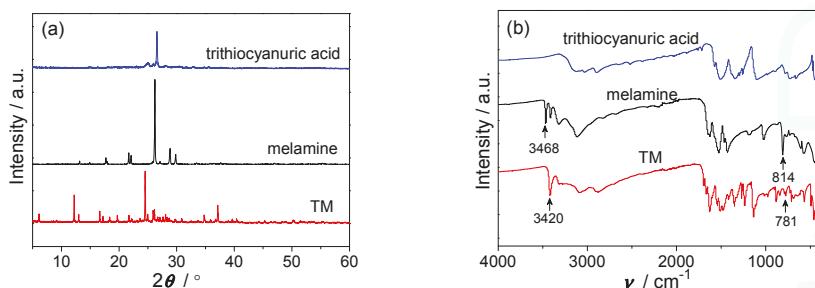 (a)
trithiocyanuric acid
melamine
TM
Intensity / a.u.
10 20 30 40 50 60
2θ / °
(b)
trithiocyanuric acid
melamine
3468
814
TM
3420
781
Intensity / a.u.
4000 3000 2000 1000
ν / cm⁻¹